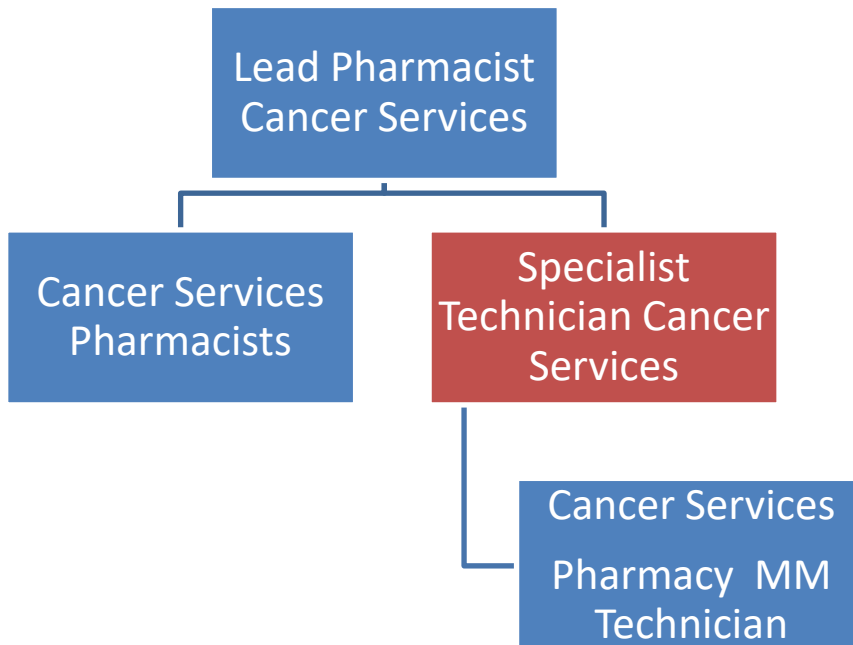 Lead Pharmacist
Cancer Services
Cancer Services
Pharmacists
Specialist
Technician Cancer
Services
Cancer Services
Pharmacy  MM
Technician